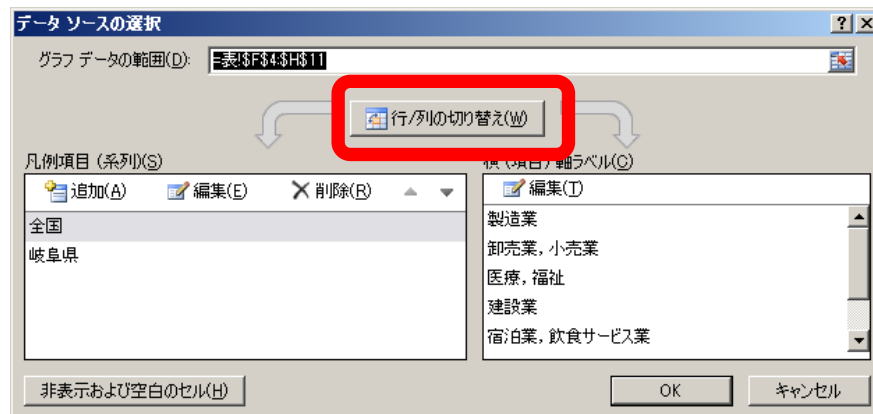 データ ソースの選択
グラフ データの範囲(D): =表!$F$4:$H$11
行/列の切り替え(W)
凡例項目 (系列)(S)
追加(A) 編集(E) 削除(R)
全国
岐阜県
横 (項目) 軸ラベル(C)
編集(T)
製造業
卸売業, 小売業
医療, 福祉
建設業
宿泊業, 飲食サービス業
非表示および空白のセル(H)
OK キャンセル